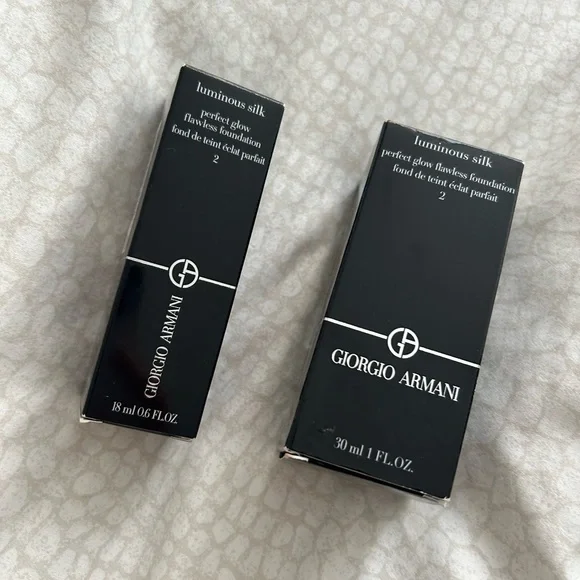 luminous silk
perfect glow
flawless foundation
fond de teint éclat parfait
2
GIORGIO ARMANI
18 ml 0.6 FL.OZ.
luminous silk
perfect glow flawless foundation
fond de teint éclat parfait
2
GIORGIO ARMANI
30 ml 1 FL.OZ.